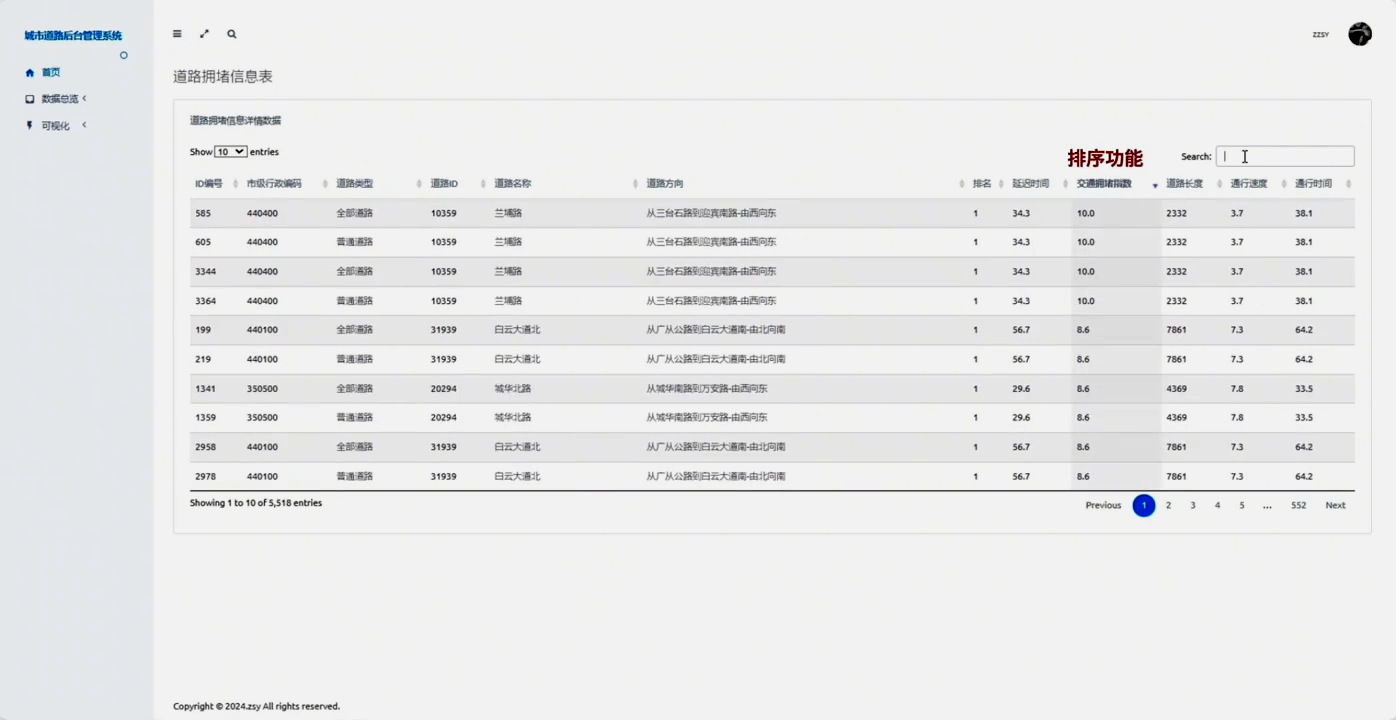 城市道路后台管理系统
zzsy
首页
数据总览
可视化
道路拥堵信息表
道路拥堵信息详情数据
Show 10 entries
排序功能
Search:
ID编号 市级行政编码 道路类型 道路ID 道路名称 道路方向 排名 延迟时间 交通拥堵指数 道路长度 通行速度 通行时间
585 440400 全部道路 10359 兰埔路 从三台石路到迎宾南路-由西向东 1 34.3 10.0 2332 3.7 38.1
605 440400 普通道路 10359 兰埔路 从三台石路到迎宾南路-由西向东 1 34.3 10.0 2332 3.7 38.1
3344 440400 全部道路 10359 兰埔路 从三台石路到迎宾南路-由西向东 1 34.3 10.0 2332 3.7 38.1
3364 440400 普通道路 10359 兰埔路 从三台石路到迎宾南路-由西向东 1 34.3 10.0 2332 3.7 38.1
199 440100 全部道路 31939 白云大道北 从广从公路到白云大道南-由北向南 1 56.7 8.6 7861 7.3 64.2
219 440100 普通道路 31939 白云大道北 从广从公路到白云大道南-由北向南 1 56.7 8.6 7861 7.3 64.2
1341 350500 全部道路 20294 城华北路 从城华南路到万安路-由西向东 1 29.6 8.6 4369 7.8 33.5
1359 350500 普通道路 20294 城华北路 从城华南路到万安路-由西向东 1 29.6 8.6 4369 7.8 33.5
2958 440100 全部道路 31939 白云大道北 从广从公路到白云大道南-由北向南 1 56.7 8.6 7861 7.3 64.2
2978 440100 普通道路 31939 白云大道北 从广从公路到白云大道南-由北向南 1 56.7 8.6 7861 7.3 64.2
Showing 1 to 10 of 5,518 entries
Previous 1 2 3 4 5 ... 552 Next
Copyright © 2024.zsy All rights reserved.